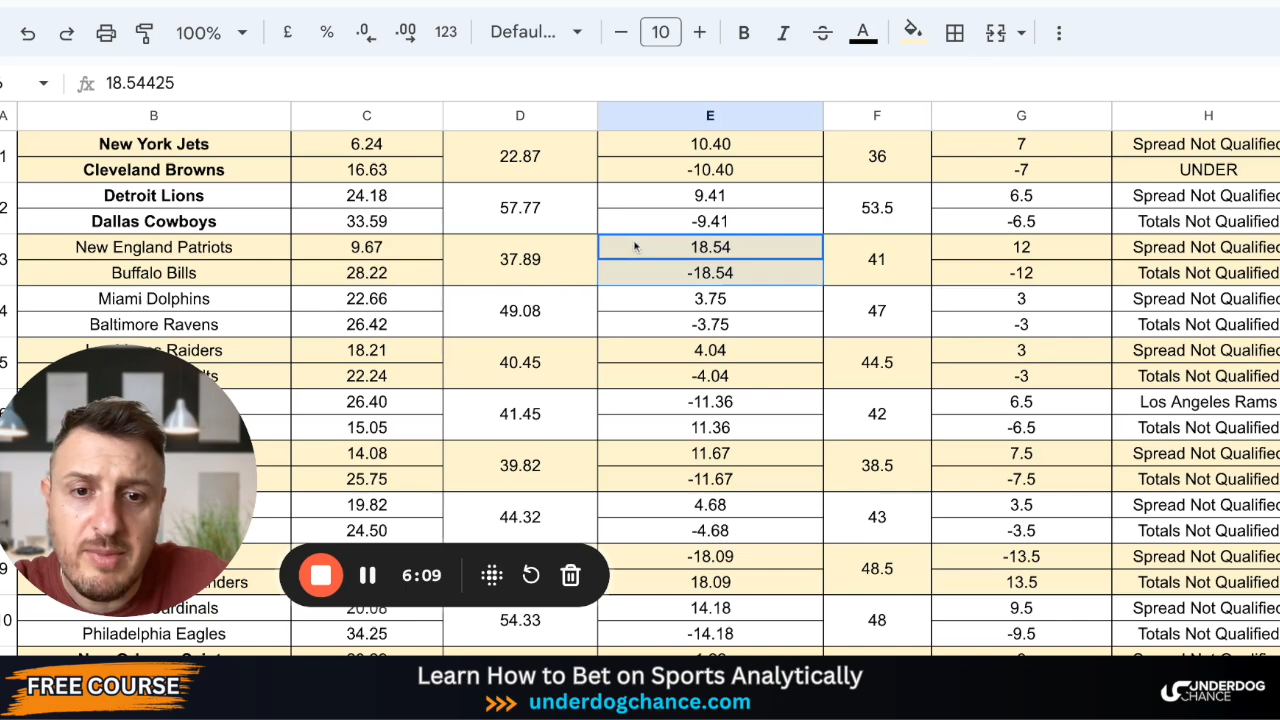 100% £ % .0 .00 123 Defaul... 10 B I A
fx 18.54425
A B C D E F G H
New York Jets 6.24 22.87 10.40 36 7 Spread Not Qualified
1
Cleveland Browns 16.63 -10.40 -7 UNDER
Detroit Lions 24.18 57.77 9.41 53.5 6.5 Spread Not Qualified
2
Dallas Cowboys 33.59 -9.41 -6.5 Totals Not Qualified
New England Patriots 9.67 37.89 18.54 41 12 Spread Not Qualified
3
Buffalo Bills 28.22 -18.54 -12 Totals Not Qualified
Miami Dolphins 22.66 49.08 3.75 47 3 Spread Not Qualified
4
Baltimore Ravens 26.42 -3.75 -3 Totals Not Qualified
Raiders 18.21 40.45 4.04 44.5 3 Spread Not Qualified
5
22.24 -4.04 -3 Totals Not Qualified
26.40 41.45 -11.36 42 6.5 Los Angeles Rams
15.05 11.36 -6.5 Totals Not Qualified
14.08 39.82 11.67 38.5 7.5 Spread Not Qualified
25.75 -11.67 -7.5 Totals Not Qualified
19.82 44.32 4.68 43 3.5 Spread Not Qualified
24.50 -4.68 -3.5 Totals Not Qualified
-18.09 48.5 -13.5 Spread Not Qualified
9
18.09 13.5 Totals Not Qualified
6:09
20.08 54.33 14.18 48 9.5 Spread Not Qualified
10
Philadelphia Eagles 34.25 -14.18 -9.5 Totals Not Qualified
FREE COURSE
Learn How to Bet on Sports Analytically
>>> underdogchance.com
UNDERDOG
CHANCE